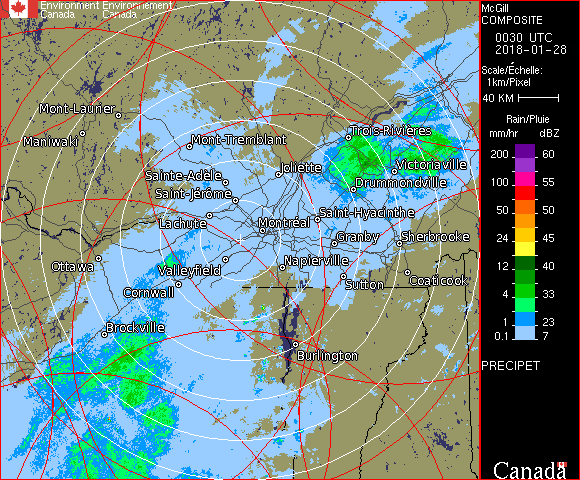 Environment Environnement
Canada Canada
Mont-Laurier
Maniwaki
Mont-Tremblant
Trois-Rivières
Joliette
Victoriaville
Sainte-Adèle
Drummondville
Saint-Jérôme
Lachute
Saint-Hyacinthe
Montréal
Granby
Sherbrooke
Ottawa
Valleyfield
Napierville
Cornwall
Sutton
Coaticook
Brockville
Burlington
McGill
COMPOSITE
0030 UTC
2018-01-28
Scale/Échelle:
1km/Pixel
40 KM
Rain/Pluie
mm/hr dBZ
200 60
100 55
50 50
24 45
12 40
4 33
1 23
0.1 7
PRECIPET
Canada